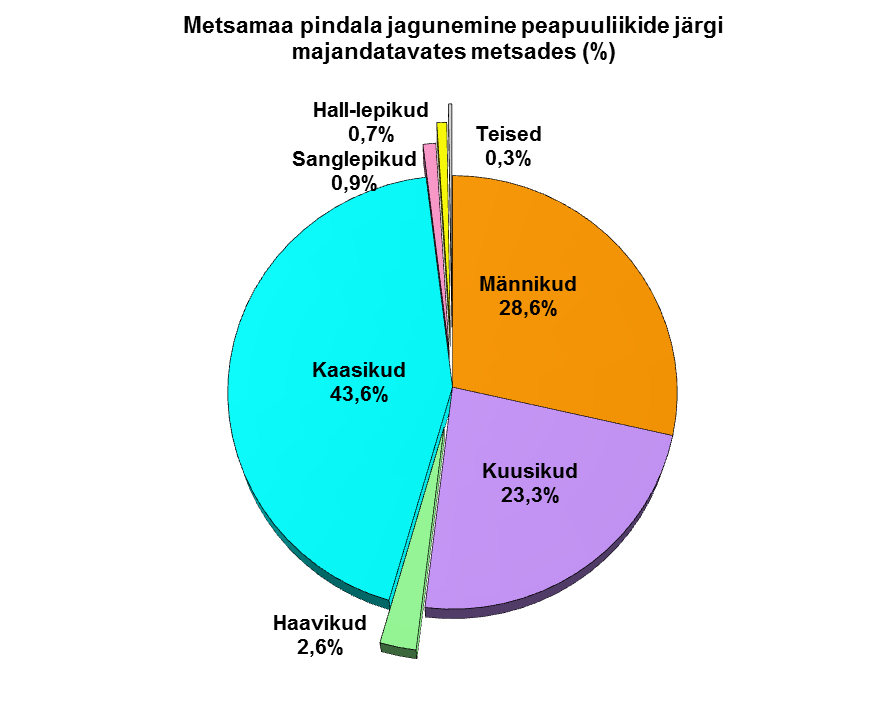 Metsamaa pindala jagunemine peapuuliikide järgi
majandatavates metsades (%)
Hall-lepikud
0,7%
Teised
0,3%
Sanglepikud
0,9%
Männikud
28,6%
Kaasikud
43,6%
Kuusikud
23,3%
Haavikud
2,6%